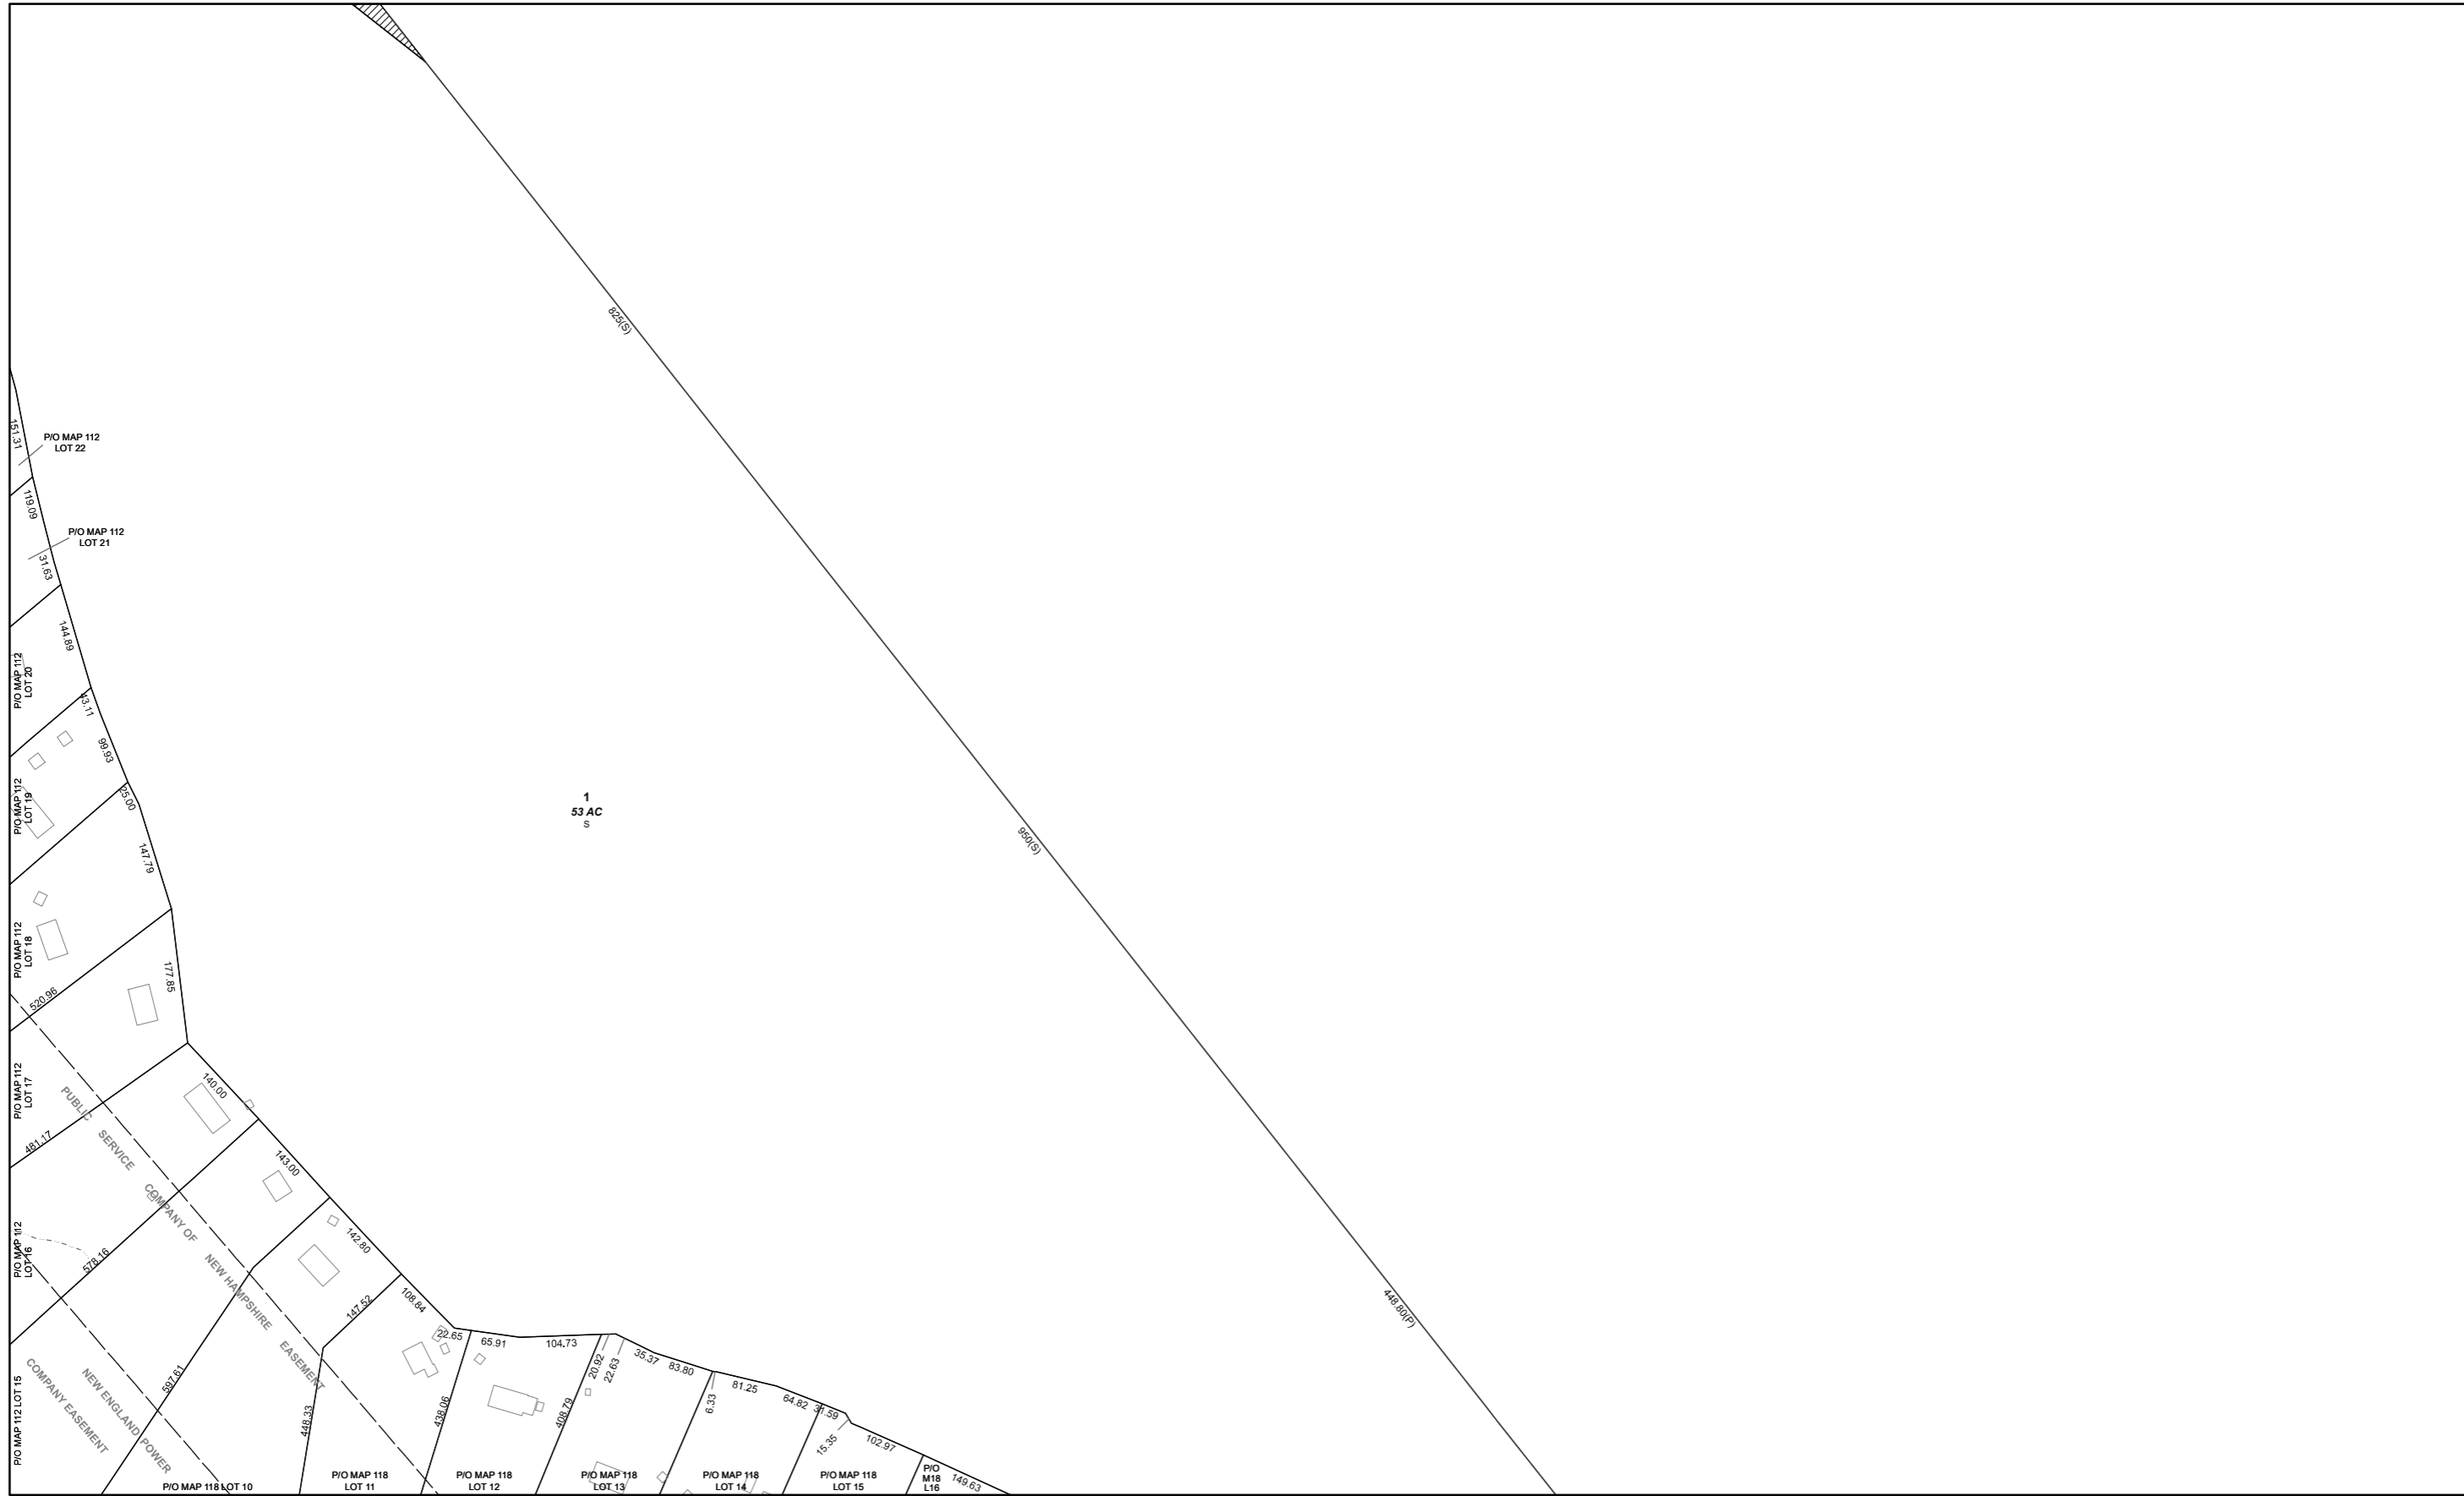 825(S)
151.31
P/O MAP 112
LOT 22
119.09
P/O MAP 112
LOT 21
31.63
144.89
P/O MAP 112
LOT 20
43.11
99.93
P/O MAP 112
LOT 19
25.00
1
53 AC
S
950(S)
147.79
P/O MAP 112
LOT 18
177.85
520.96
P/O MAP 112
LOT 17
140.00
481.17
PUBLIC SERVICE COMPANY OF NEW HAMPSHIRE EASEMENT
143.00
P/O MAP 112
LOT 16
578.16
142.80
147.52
108.84
448.80(P)
22.65
65.91
104.73
20.92
22.63
35.37
83.80
6.33
81.25
64.82
31.59
15.35
102.97
149.63
P/O MAP 112 LOT 15
NEW ENGLAND POWER
COMPANY EASEMENT
597.61
448.33
438.06
408.79
P/O MAP 118 LOT 10
P/O MAP 118
LOT 11
P/O MAP 118
LOT 12
P/O MAP 118
LOT 13
P/O MAP 118
LOT 14
P/O MAP 118
LOT 15
P/O
M18
L16